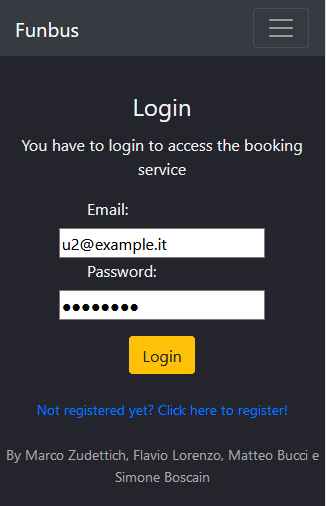 Funbus
Login
You have to login to access the booking
service
Email:
u2@example.it
Password:
●●●●●●●●
Login
Not registered yet? Click here to register!
By Marco Zudettich, Flavio Lorenzo, Matteo Bucci e
Simone Boscain